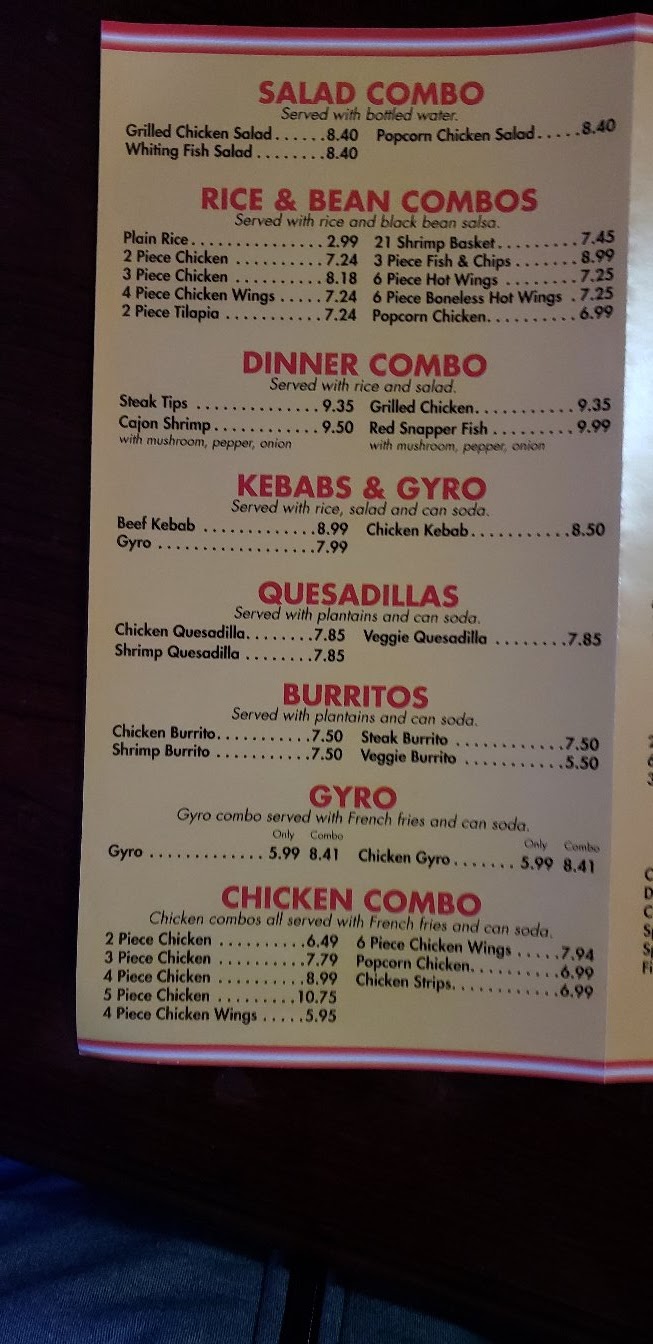 SALAD COMBO
Served with bottled water.
Grilled Chicken Salad......8.40 Popcorn Chicken Salad.....8.40
Whiting Fish Salad........8.40
RICE & BEAN COMBOS
Served with rice and black bean salsa.
Plain Rice...............2.99 21 Shrimp Basket.........7.45
2 Piece Chicken ..........7.24 3 Piece Fish & Chips .......8.99
3 Piece Chicken ..........8.18 6 Piece Hot Wings ........7.25
4 Piece Chicken Wings .....7.24 6 Piece Boneless Hot Wings .7.25
2 Piece Tilapia ...........7.24 Popcorn Chicken..........6.99
DINNER COMBO
Served with rice and salad.
Steak Tips ..............9.35 Grilled Chicken...........9.35
Cajon Shrimp............9.50 Red Snapper Fish .........9.99
with mushroom, pepper, onion with mushroom, pepper, onion
KEBABS & GYRO
Served with rice, salad and can soda.
Beef Kebab .............8.99 Chicken Kebab...........8.50
Gyro ..................7.99
QUESADILLAS
Served with plantains and can soda.
Chicken Quesadilla........7.85 Veggie Quesadilla ........7.85
Shrimp Quesadilla ........7.85
BURRITOS
Served with plantains and can soda.
Chicken Burrito...........7.50 Steak Burrito ............7.50
Shrimp Burrito ...........7.50 Veggie Burrito ...........5.50
GYRO
Gyro combo served with French fries and can soda.
Only Combo Only Combo
Gyro ............. 5.99 8.41 Chicken Gyro....... 5.99 8.41
CHICKEN COMBO
Chicken combos all served with French fries and can soda.
2 Piece Chicken ..........6.49 6 Piece Chicken Wings .....7.94
3 Piece Chicken ..........7.79 Popcorn Chicken..........6.99
4 Piece Chicken ..........8.99 Chicken Strips............6.99
5 Piece Chicken .........10.75
4 Piece Chicken Wings .....5.95